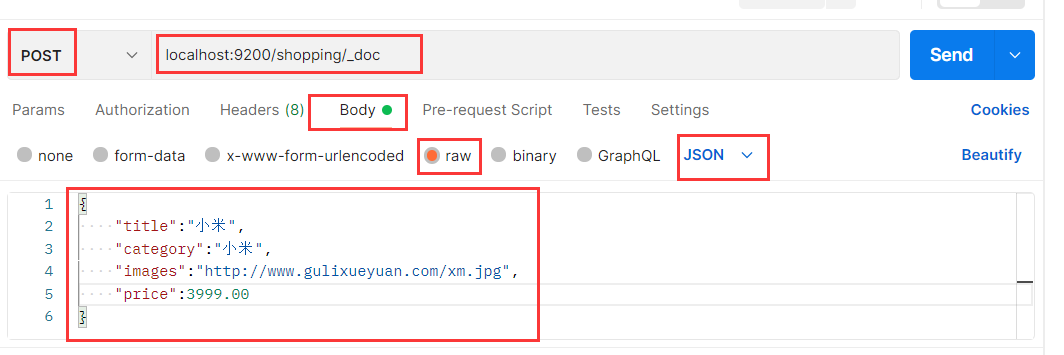 POST localhost:9200/shopping/_doc Send
Params Authorization Headers (8) Body Pre-request Script Tests Settings Cookies
none form-data x-www-form-urlencoded raw binary GraphQL JSON Beautify
1 {
2 "title":"小米",
3 "category":"小米",
4 "images":"http://www.gulixueyuan.com/xm.jpg",
5 "price":3999.00
6 }